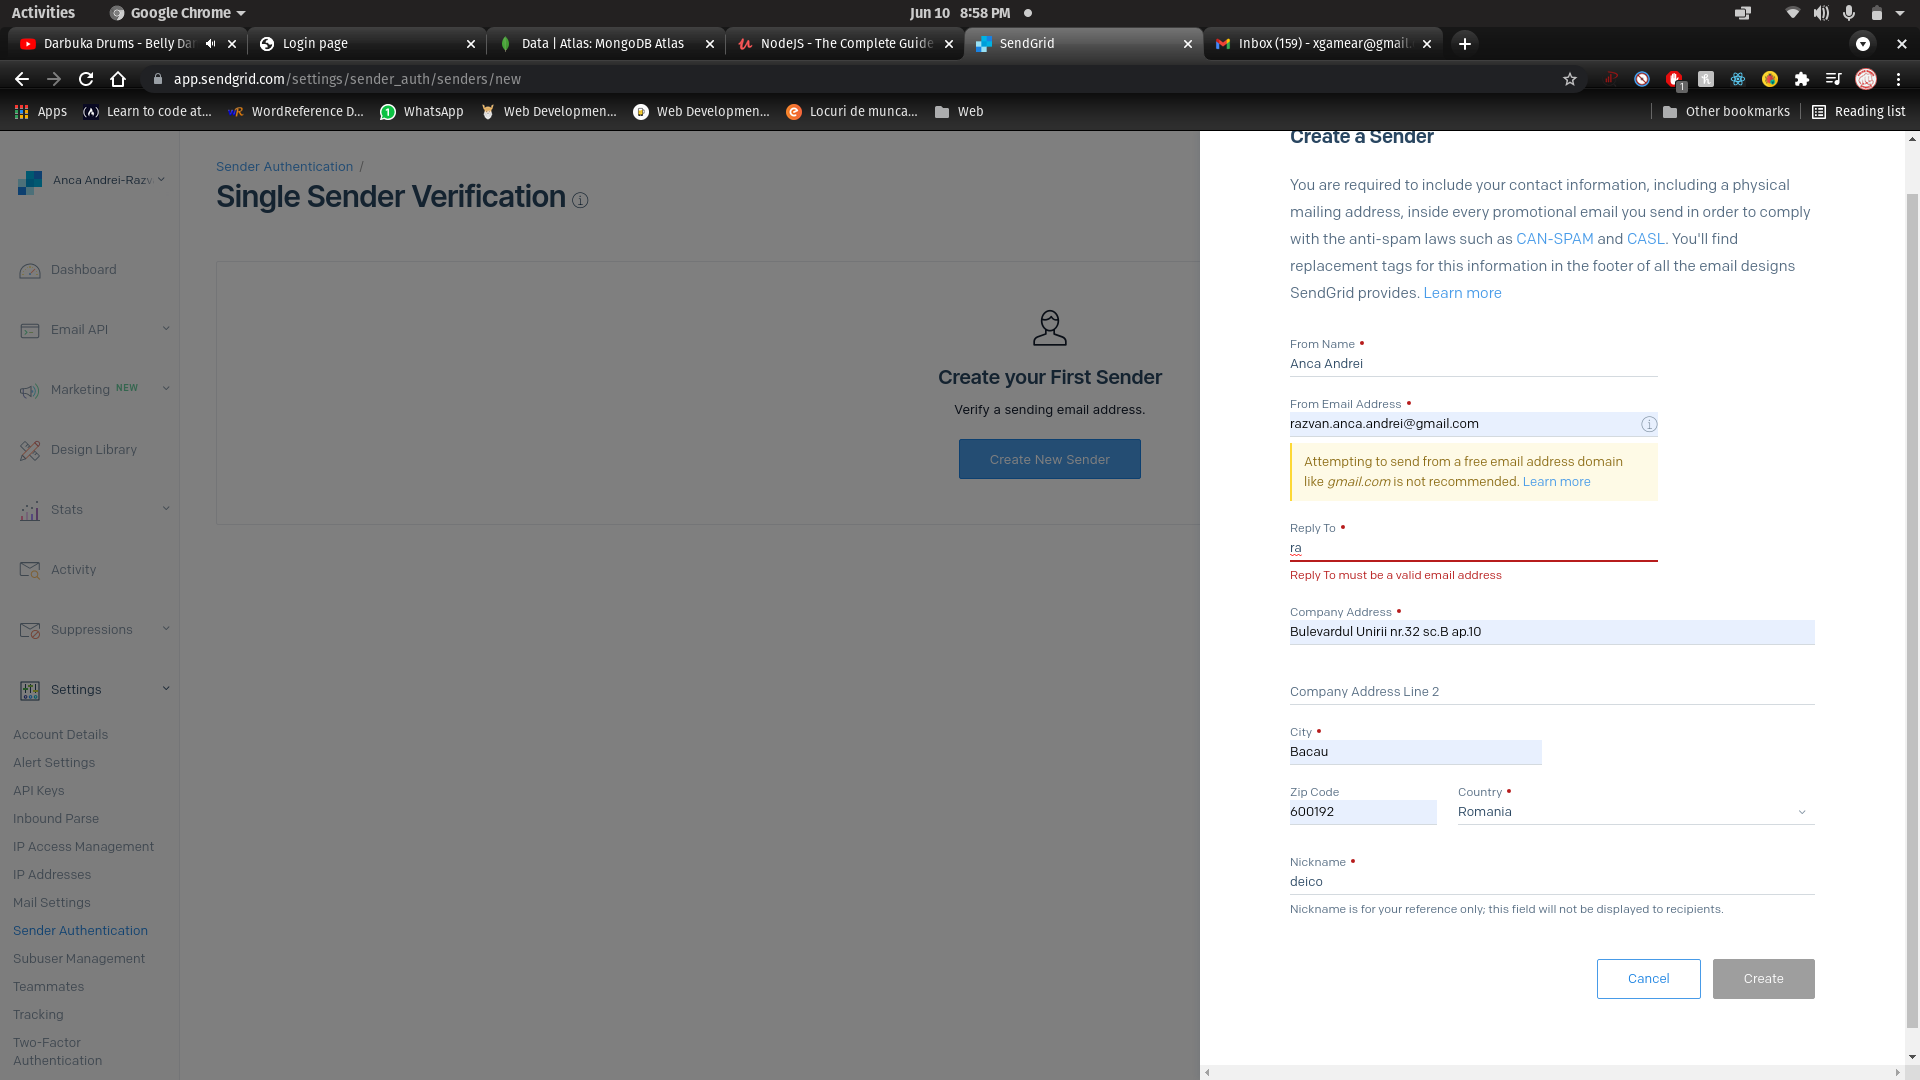 Activities
Google Chrome
Jun 10 8:58 PM
Darbuka Drums - Belly Dar
Login page
Data | Atlas: MongoDB Atlas
NodeJS - The Complete Guide
SendGrid
Inbox (159) - xgamear@gmail.
app.sendgrid.com/settings/sender_auth/senders/new
1
Apps
Learn to code at...
WordReference D...
WhatsApp
Web Developmen...
Web Developmen...
Locuri de munca...
Web
Other bookmarks
Reading list
Anca Andrei-Razv
Dashboard
Email API
Marketing NEW
Design Library
Stats
Activity
Suppressions
Settings
Account Details
Alert Settings
API Keys
Inbound Parse
IP Access Management
IP Addresses
Mail Settings
Sender Authentication
Subuser Management
Teammates
Tracking
Two-Factor
Authentication
Sender Authentication /
Single Sender Verification
Create your First Sender
Verify a sending email address.
Create New Sender
Create a Sender
You are required to include your contact information, including a physical
mailing address, inside every promotional email you send in order to comply
with the anti-spam laws such as CAN-SPAM and CASL. You'll find
replacement tags for this information in the footer of all the email designs
SendGrid provides. Learn more
From Name •
Anca Andrei
From Email Address •
razvan.anca.andrei@gmail.com
Attempting to send from a free email address domain
like gmail.com is not recommended. Learn more
Reply To •
ra
Reply To must be a valid email address
Company Address •
Bulevardul Unirii nr.32 sc.B ap.10
Company Address Line 2
City •
Bacau
Zip Code
600192
Country •
Romania
Nickname •
deico
Nickname is for your reference only; this field will not be displayed to recipients.
Cancel
Create